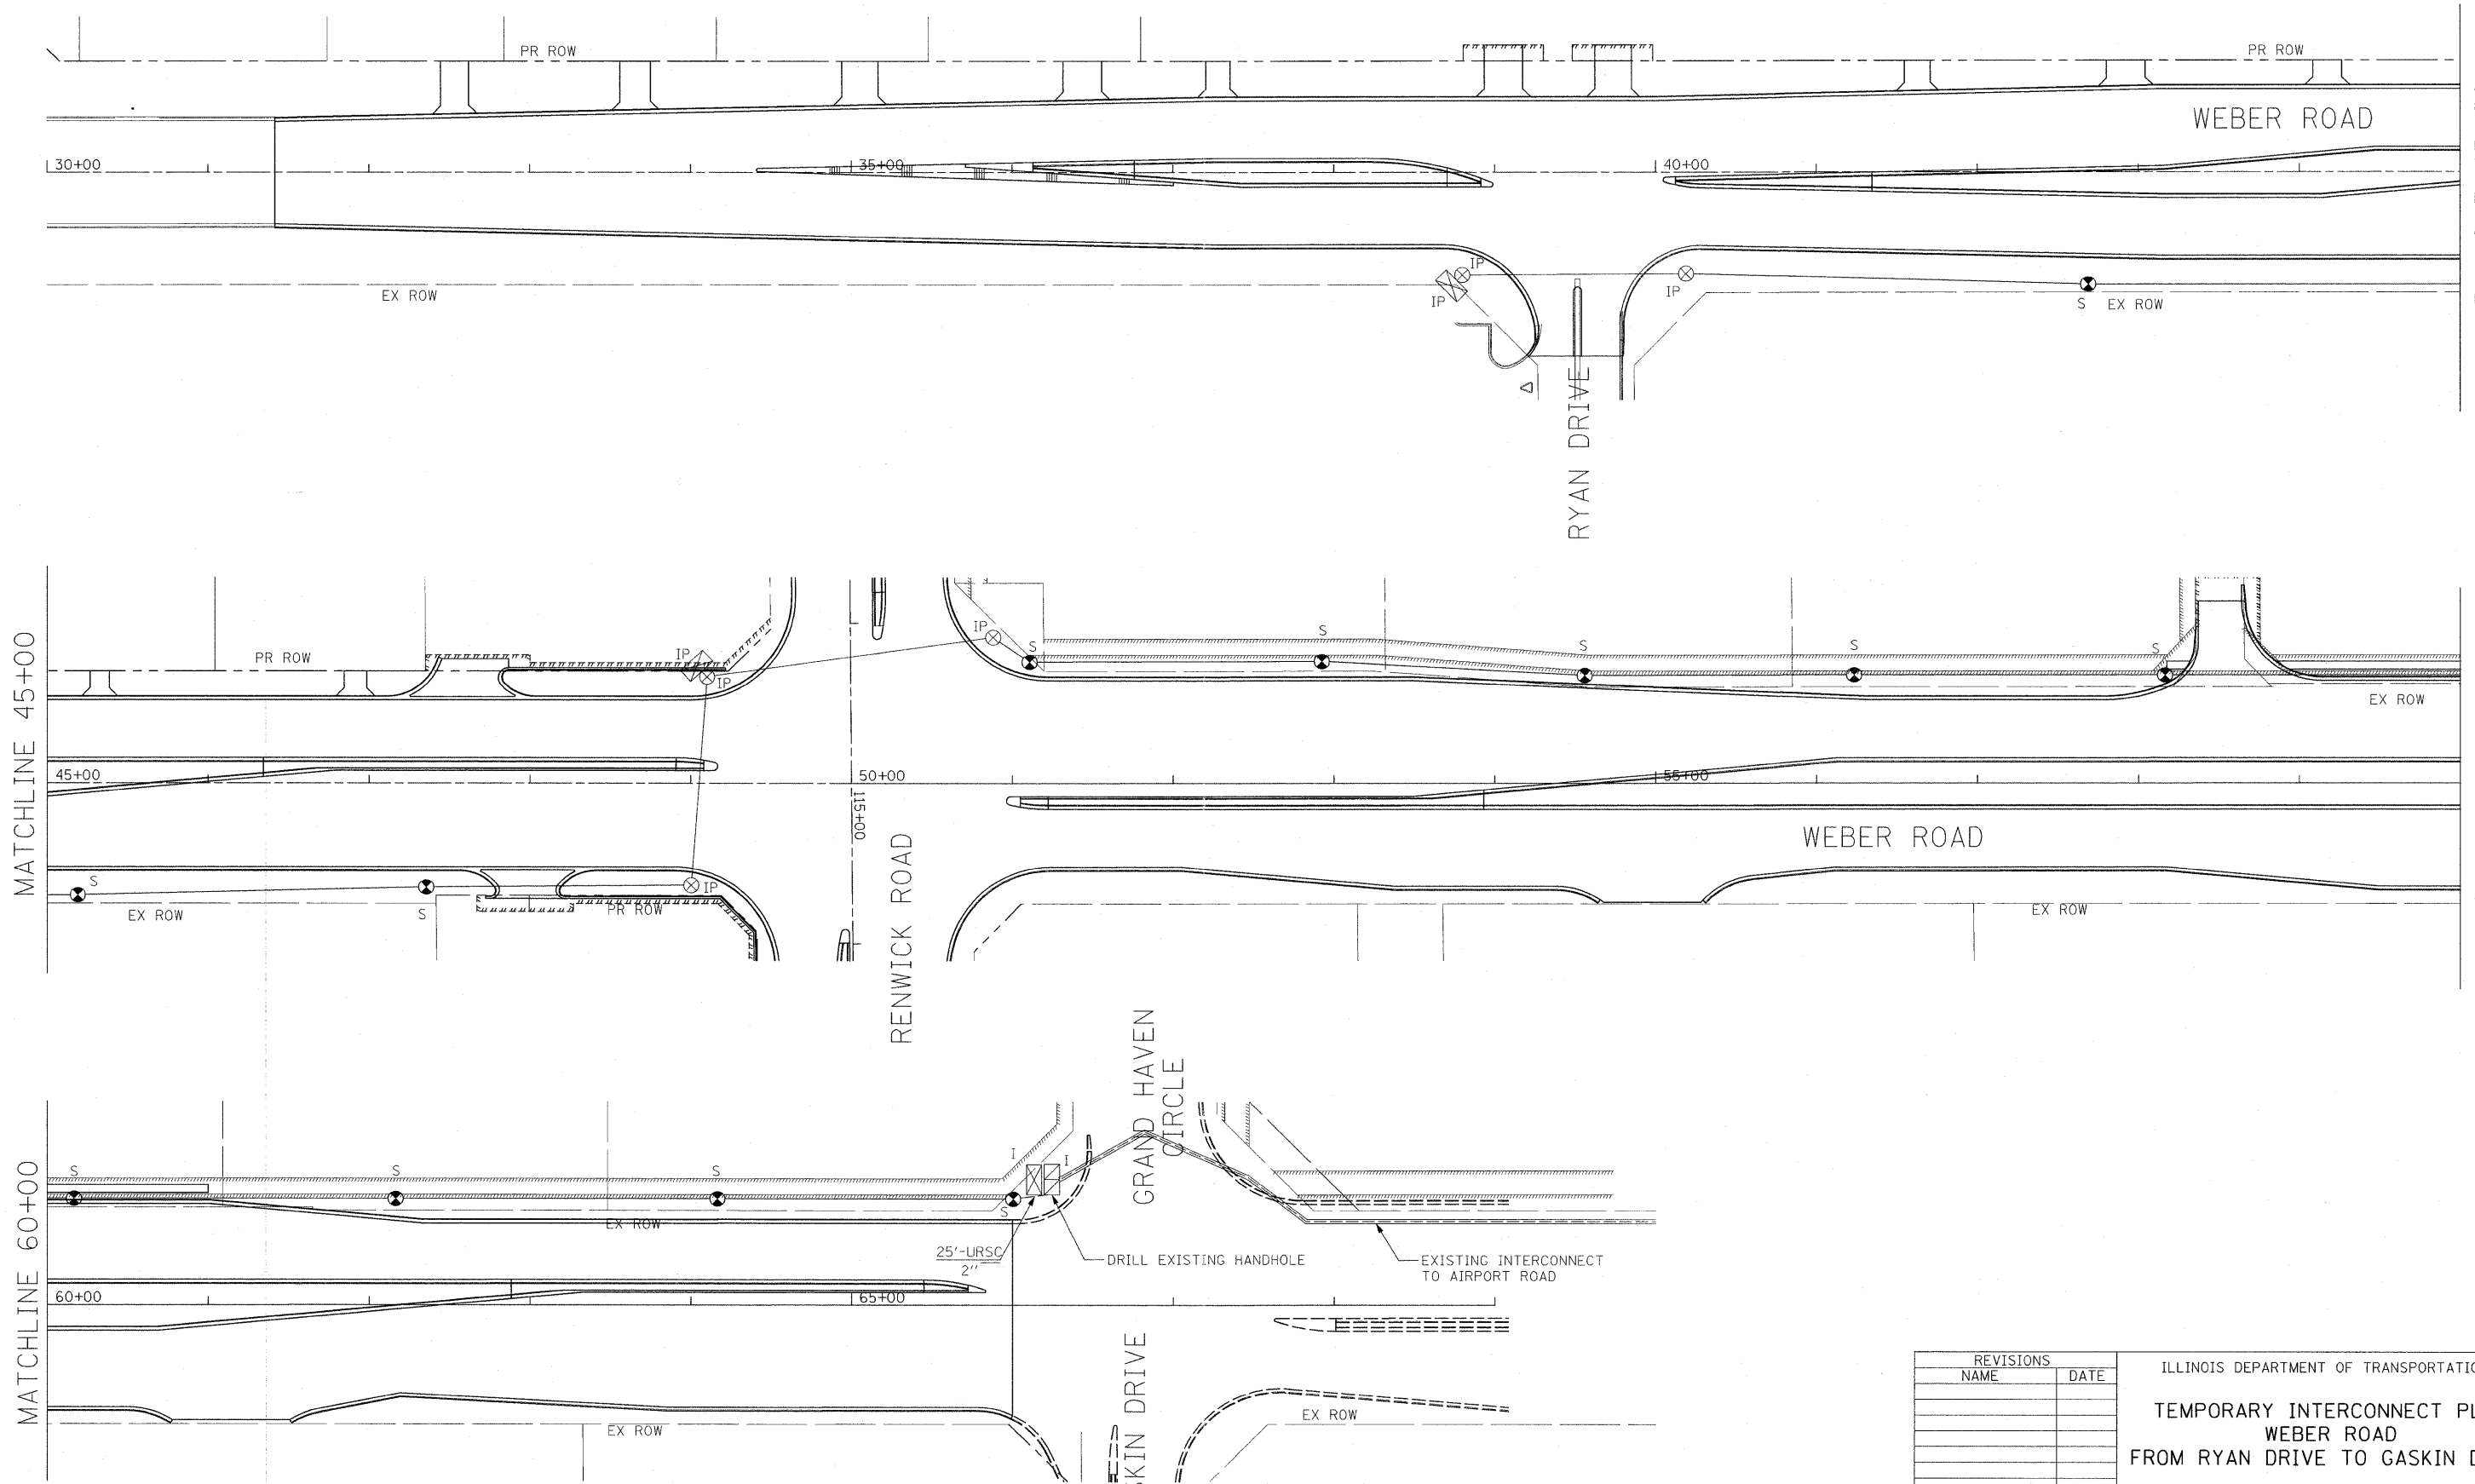 PR ROW
PR ROW
WEBER ROAD
30+00
35+00
40+00
IP
IP
IP
EX ROW
S
EX ROW
RYAN DRIVE
MATCHLINE 45+00
PR ROW
IP
IP
IP
S
S
S
S
S
EX ROW
45+00
50+00
55+00
115+00
WEBER ROAD
RENWICK ROAD
S
EX ROW
S
IP
PR ROW
EX ROW
MATCHLINE 60+00
GRAND HAVEN
CIRCLE
S
S
S
I
I
S
EX ROW
25'-URSC
2"
DRILL EXISTING HANDHOLE
EXISTING INTERCONNECT
TO AIRPORT ROAD
60+00
65+00
SKIN DRIVE
EX ROW
EX ROW
REVISIONS
NAME
DATE
ILLINOIS DEPARTMENT OF TRANSPORTATIO
TEMPORARY INTERCONNECT PL
WEBER ROAD
FROM RYAN DRIVE TO GASKIN D